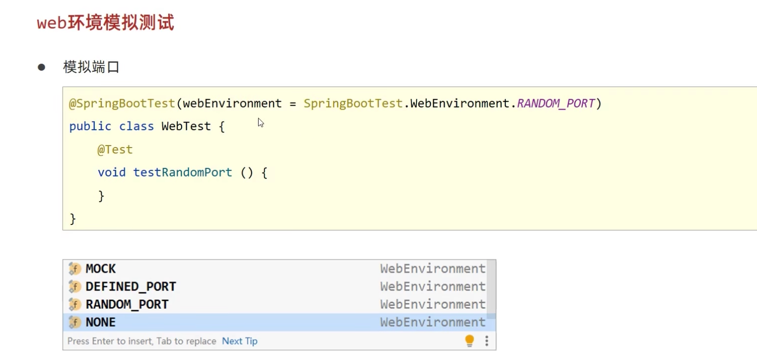 web环境模拟测试
● 模拟端口
@SpringBootTest(webEnvironment = SpringBootTest.WebEnvironment.RANDOM_PORT)
public class WebTest {
@Test
void testRandomPort () {
}
}
MOCK WebEnvironment
DEFINED_PORT WebEnvironment
RANDOM_PORT WebEnvironment
NONE WebEnvironment
Press Enter to insert, Tab to replace Next Tip